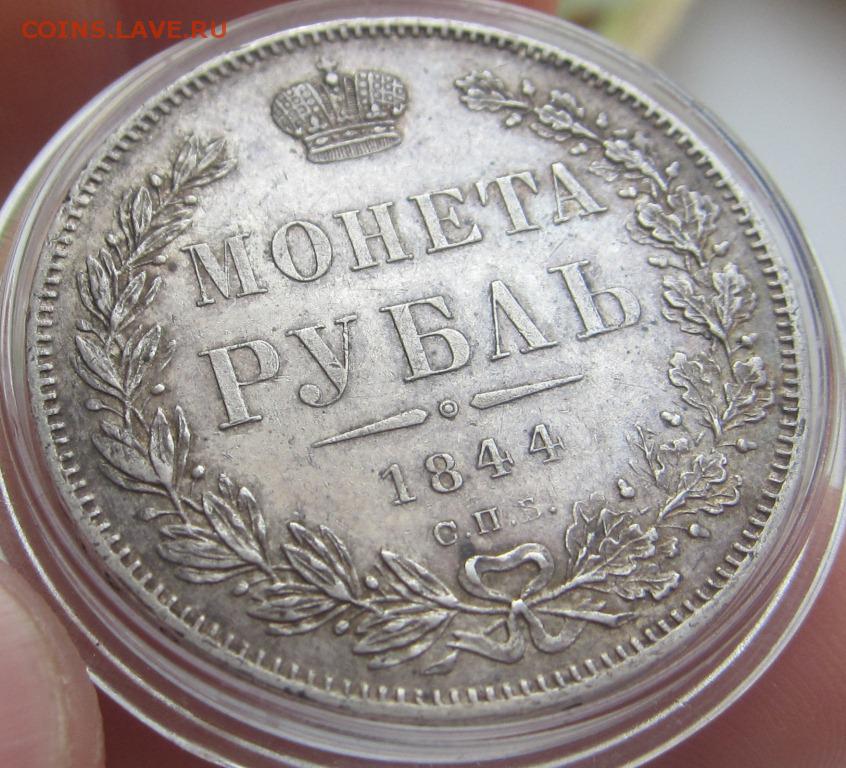 COINS.LAVE.RU
МОНЕТА
РУБЛЬ
1844
С.П.Б.